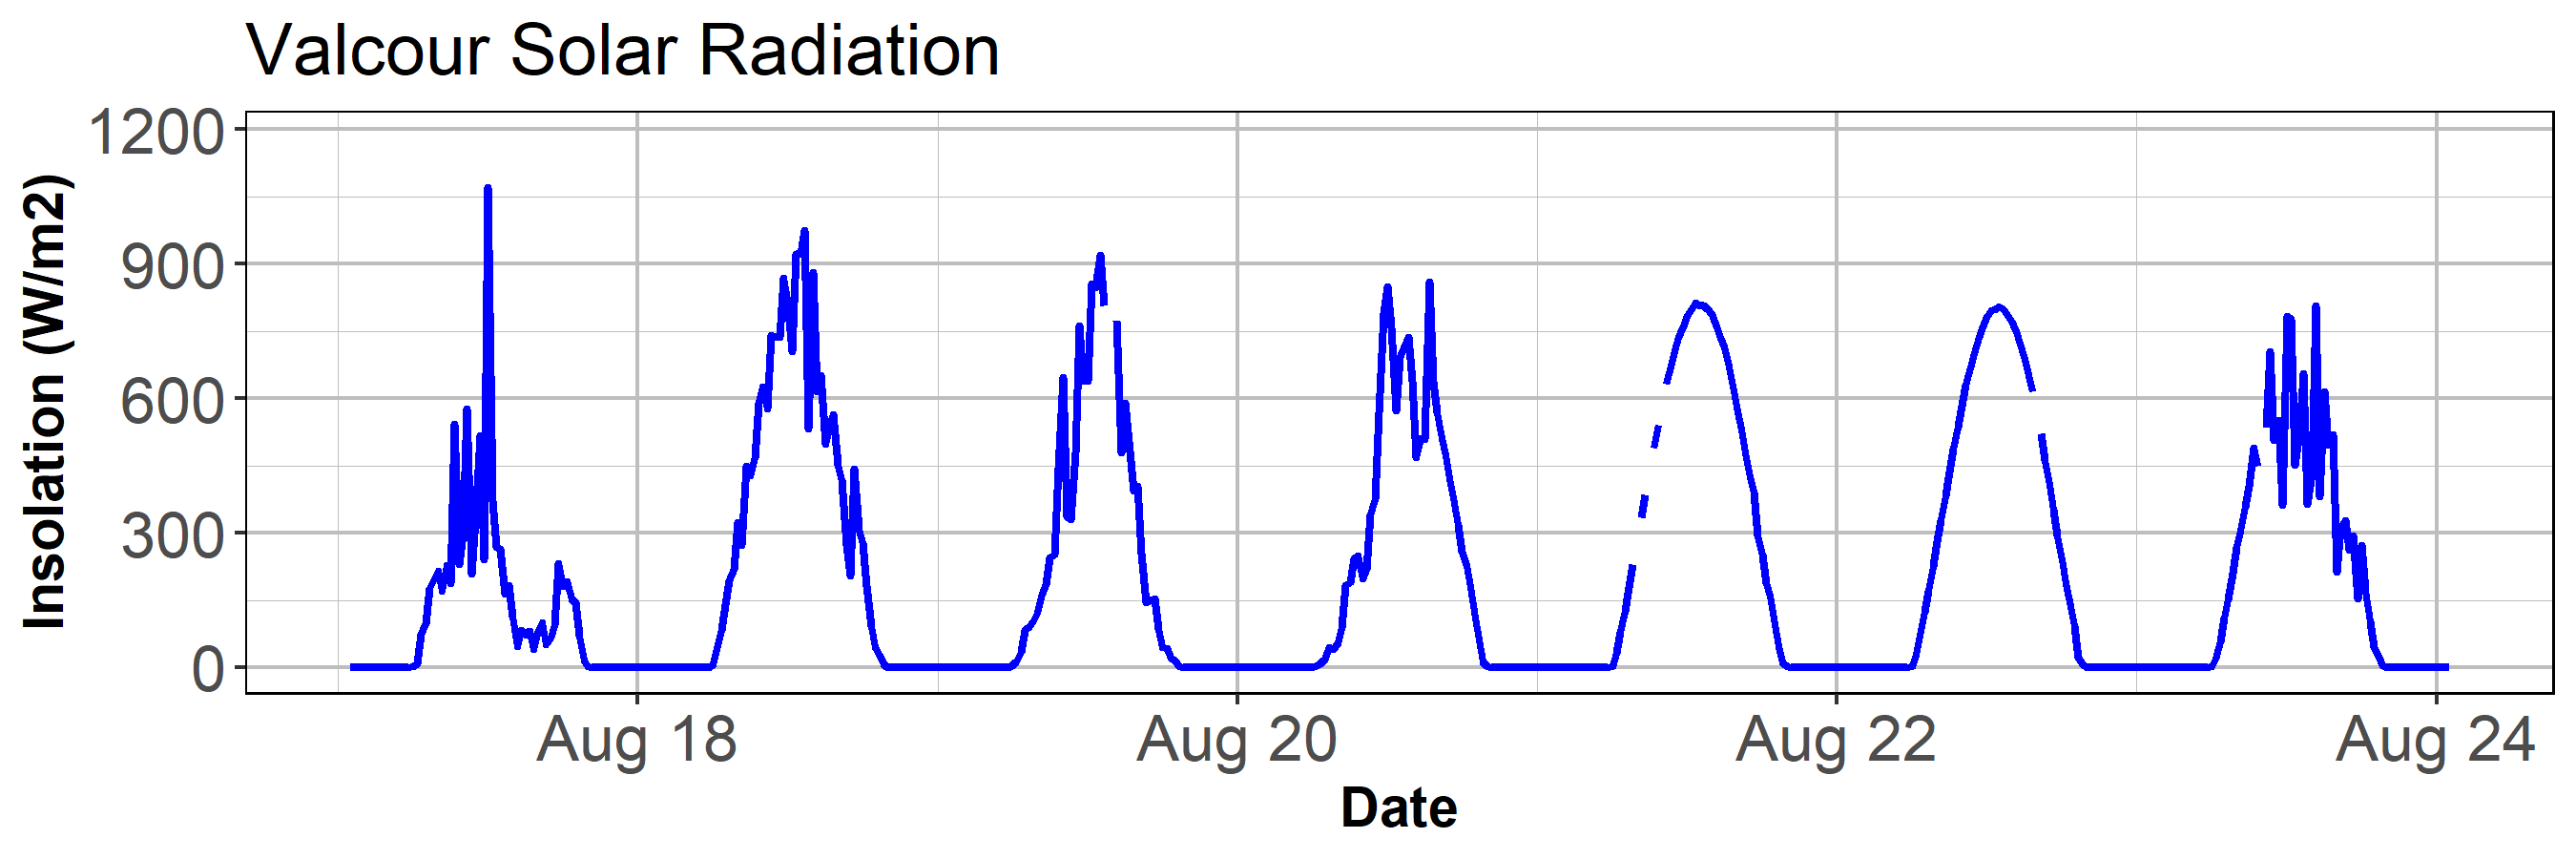 Valcour Solar Radiation
1200
900
600
300
0
Insolation (W/m2)
Aug 18 Aug 20 Aug 22 Aug 24
Date